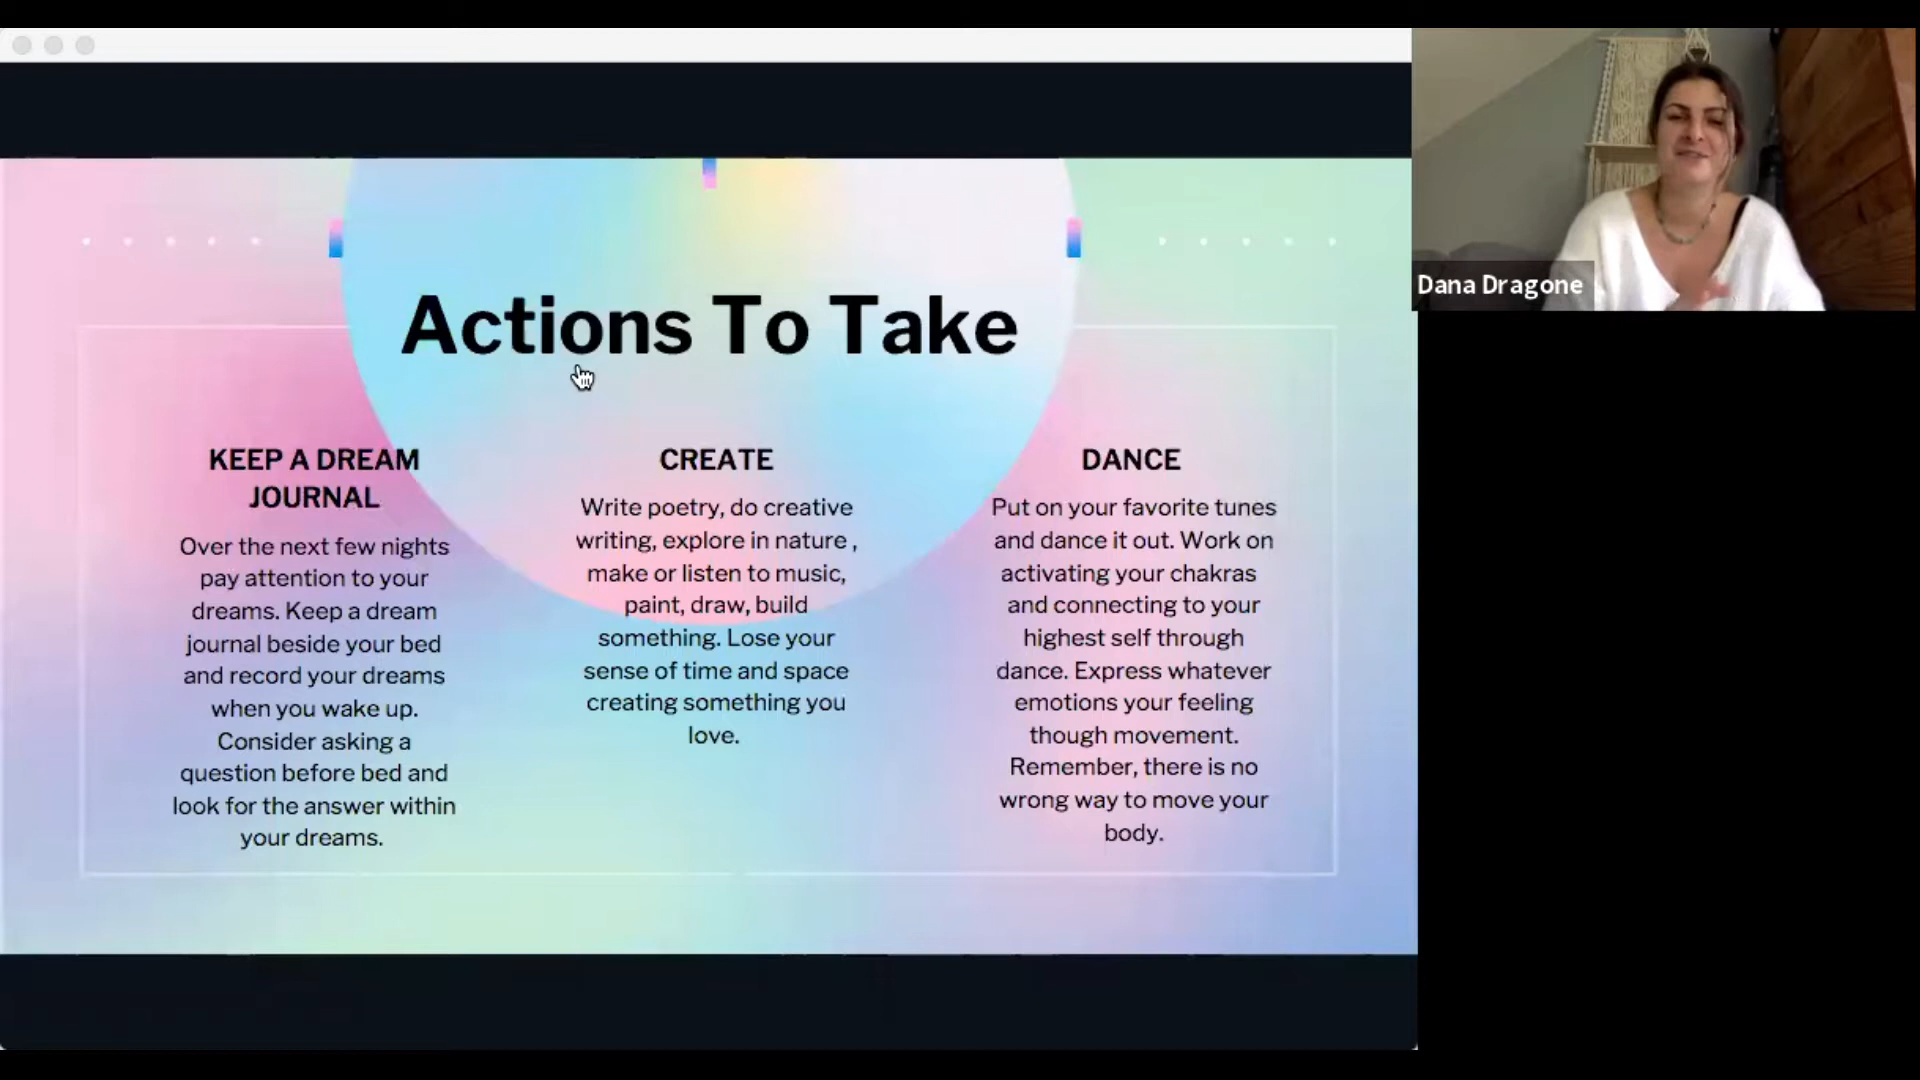 Actions To Take
KEEP A DREAM
JOURNAL
Over the next few nights
pay attention to your
dreams. Keep a dream
journal beside your bed
and record your dreams
when you wake up.
Consider asking a
question before bed and
look for the answer within
your dreams.
CREATE
Write poetry, do creative
writing, explore in nature ,
make or listen to music,
paint, draw, build
something. Lose your
sense of time and space
creating something you
love.
DANCE
Put on your favorite tunes
and dance it out. Work on
activating your chakras
and connecting to your
highest self through
dance. Express whatever
emotions your feeling
though movement.
Remember, there is no
wrong way to move your
body.
Dana Dragone